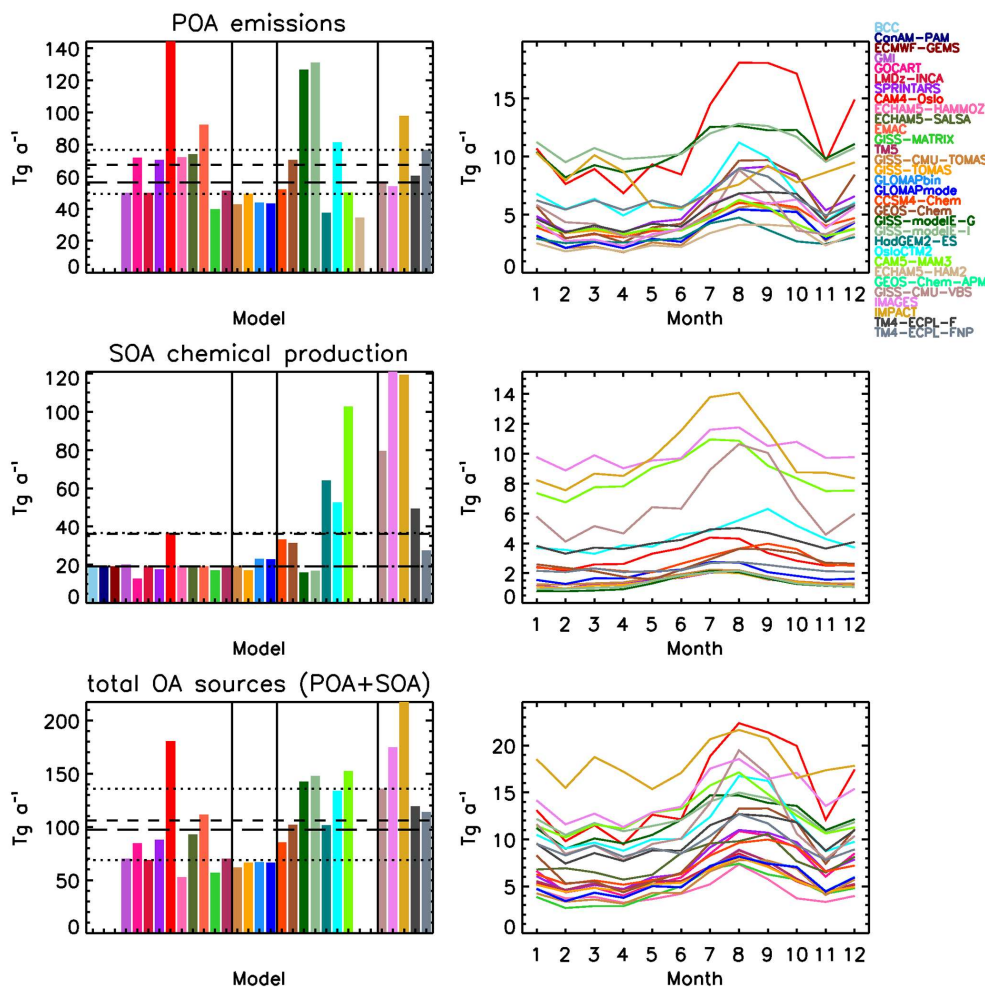 POA emissions
140
120
100
80
60
40
20
0
Tg a⁻¹
Model
15
10
5
0
Tg a⁻¹
1 2 3 4 5 6 7 8 9 10 11 12
Month
BCC
CanAM-PAM
ECMWF-GEMS
GMI
GOCART
LMDz-INCA
SPRINTARS
CAM4-Oslo
ECHAM5-HAMMOZ
ECHAM5-SALSA
EMAC
GISS-MATRIX
TM5
GISS-CMU-TOMAS
GISS-TOMAS
GLOMAPbin
GLOMAPmode
CCSM4-Chem
GEOS-Chem
GISS-modelE-G
GISS-modelE-I
HadGEM2-ES
OsloCTM2
CAM5-MAM3
ECHAM5-HAM2
GEOS-Chem-APM
GISS-CMU-VBS
IMAGES
IMPACT
TM4-ECPL-F
TM4-ECPL-FNP
SOA chemical production
120
100
80
60
40
20
0
Tg a⁻¹
Model
14
12
10
8
6
4
2
0
Tg a⁻¹
1 2 3 4 5 6 7 8 9 10 11 12
Month
total OA sources (POA+SOA)
200
150
100
50
0
Tg a⁻¹
Model
20
15
10
5
0
Tg a⁻¹
1 2 3 4 5 6 7 8 9 10 11 12
Month